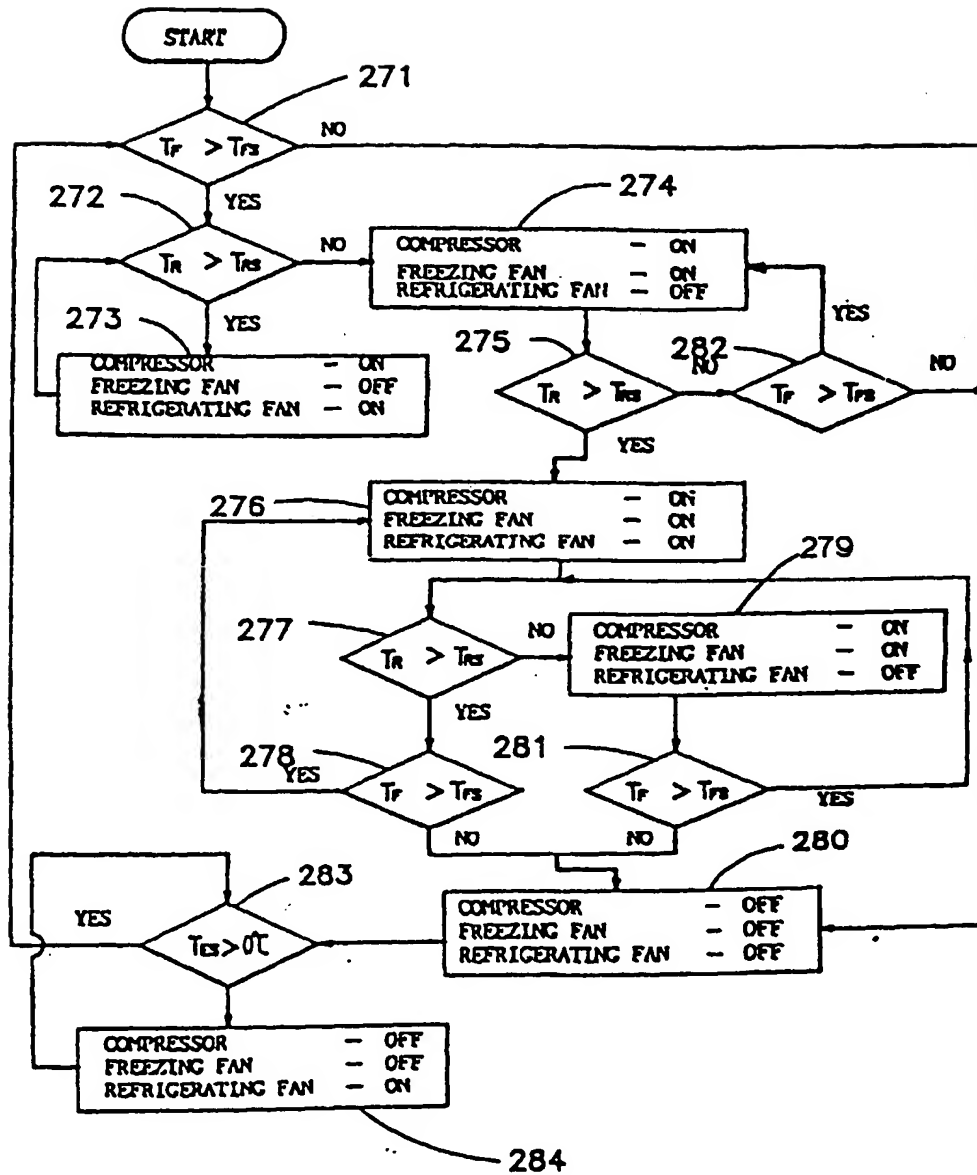 START
271
TF > TFS
NO
YES
272
TR > TRS
NO
YES
274
COMPRESSOR — ON
FREEZING FAN — ON
REFRIGERATING FAN — OFF
273
COMPRESSOR — ON
FREEZING FAN — OFF
REFRIGERATING FAN — ON
275
TR > TRS
NO
YES
282
TF > TFS
YES
NO
276
COMPRESSOR — ON
FREEZING FAN — ON
REFRIGERATING FAN — ON
277
TR > TRS
NO
YES
279
COMPRESSOR — ON
FREEZING FAN — ON
REFRIGERATING FAN — OFF
278
YES
TF > TFS
NO
281
TF > TFS
YES
NO
280
COMPRESSOR — OFF
FREEZING FAN — OFF
REFRIGERATING FAN — OFF
283
YES
TES > 0℃
COMPRESSOR — OFF
FREEZING FAN — OFF
REFRIGERATING FAN — ON
284